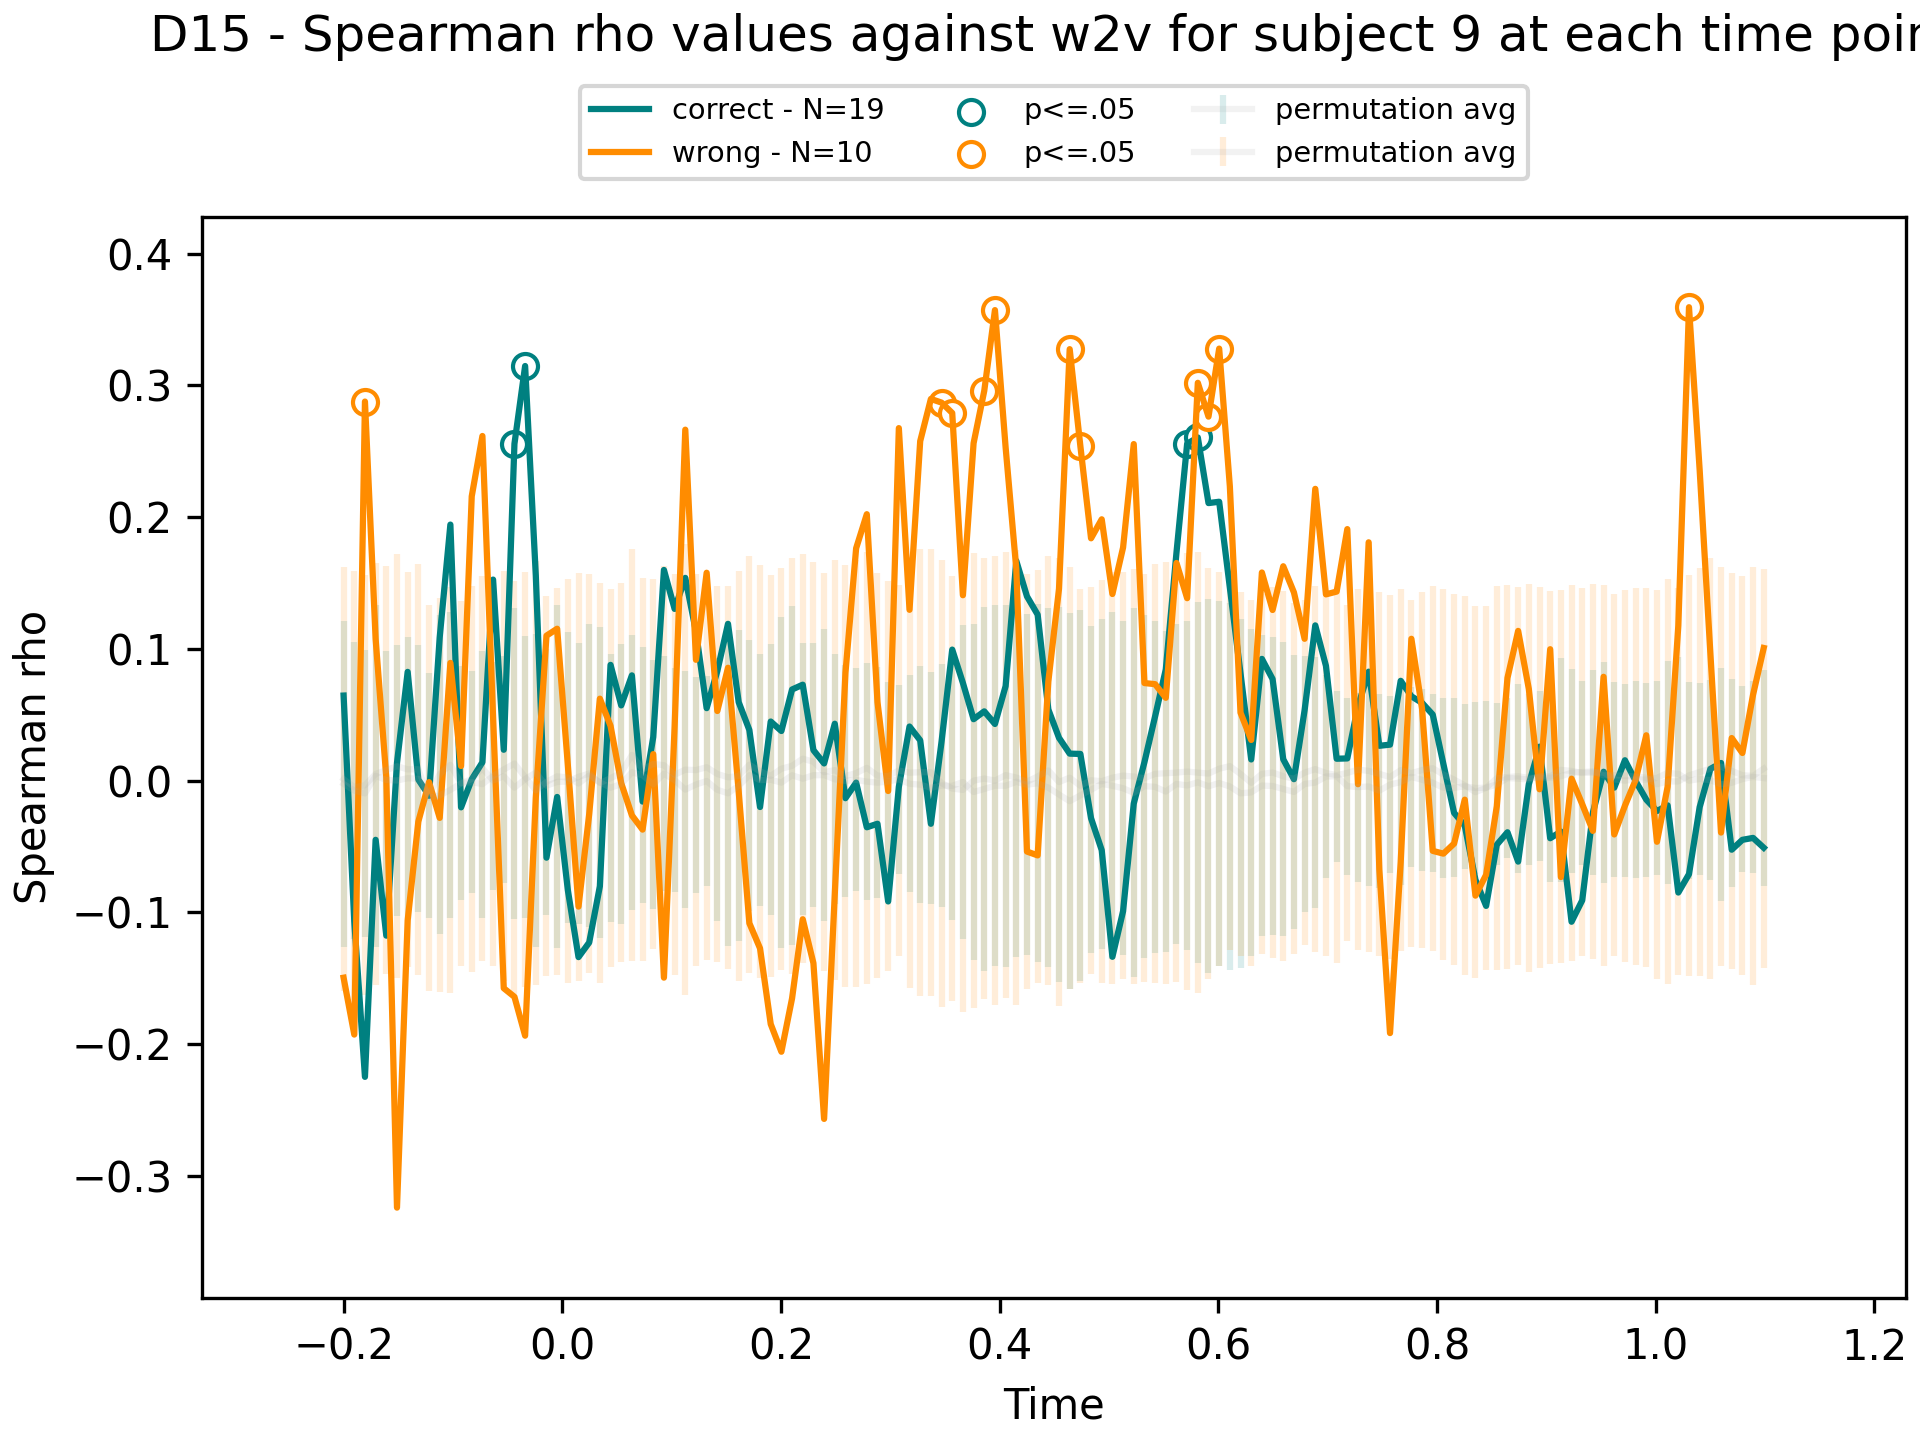 D15 - Spearman rho values against w2v for subject 9 at each time poin
correct - N=19
wrong - N=10
p<=.05
p<=.05
permutation avg
permutation avg
Spearman rho
0.4
0.3
0.2
0.1
0.0
−0.1
−0.2
−0.3
−0.2
0.0
0.2
0.4
0.6
0.8
1.0
1.2
Time